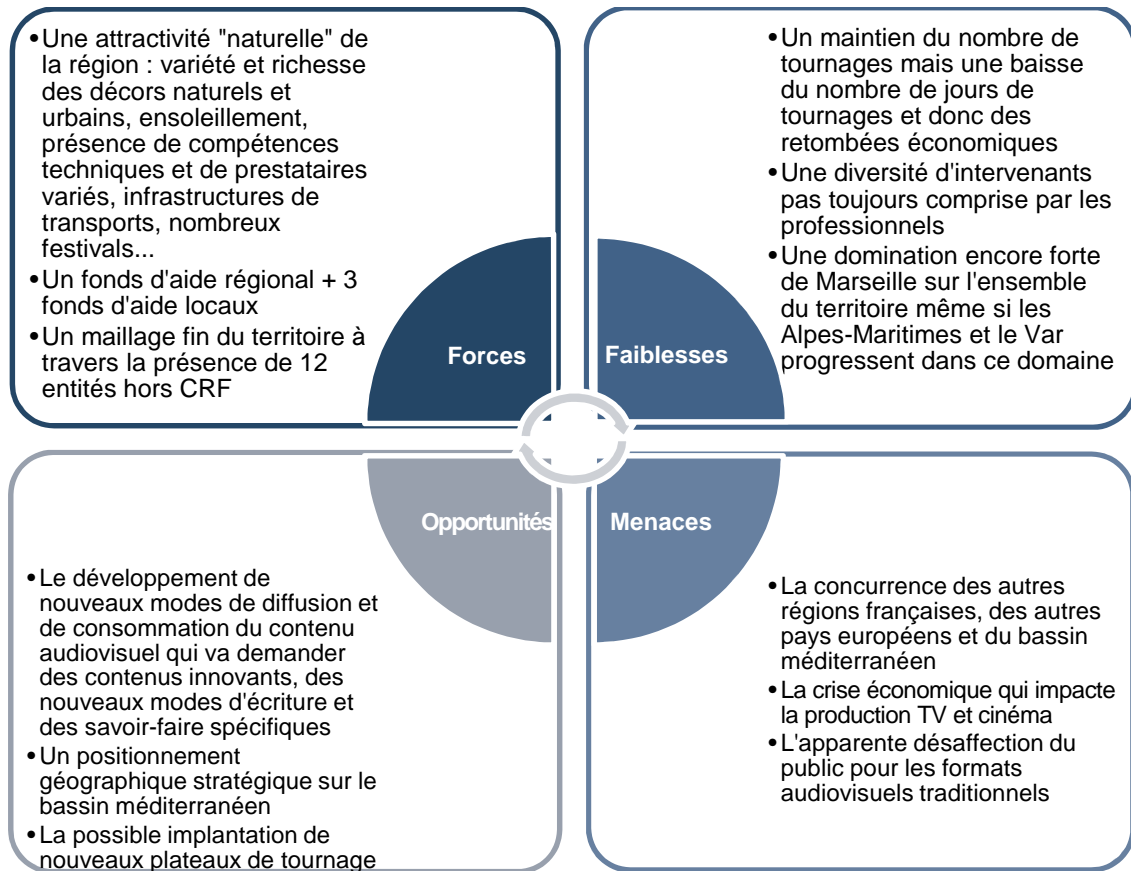 •Une attractivité "naturelle" de
la région : variété et richesse
des décors naturels et
urbains, ensoleillement,
présence de compétences
techniques et de prestataires
variés, infrastructures de
transports, nombreux
festivals...
•Un fonds d'aide régional + 3
fonds d'aide locaux
•Un maillage fin du territoire à
travers la présence de 12
entités hors CRF
Forces
•Un maintien du nombre de
tournages mais une baisse
du nombre de jours de
tournages et donc des
retombées économiques
•Une diversité d'intervenants
pas toujours comprise par les
professionnels
•Une domination encore forte
de Marseille sur l'ensemble
du territoire même si les
Alpes-Maritimes et le Var
progressent dans ce domaine
Faiblesses
Opportunités
•Le développement de
nouveaux modes de diffusion et
de consommation du contenu
audiovisuel qui va demander
des contenus innovants, des
nouveaux modes d'écriture et
des savoir-faire spécifiques
•Un positionnement
géographique stratégique sur le
bassin méditerranéen
•La possible implantation de
nouveaux plateaux de tournage
Menaces
•La concurrence des autres
régions françaises, des autres
pays européens et du bassin
méditerranéen
•La crise économique qui impacte
la production TV et cinéma
•L'apparente désaffection du
public pour les formats
audiovisuels traditionnels